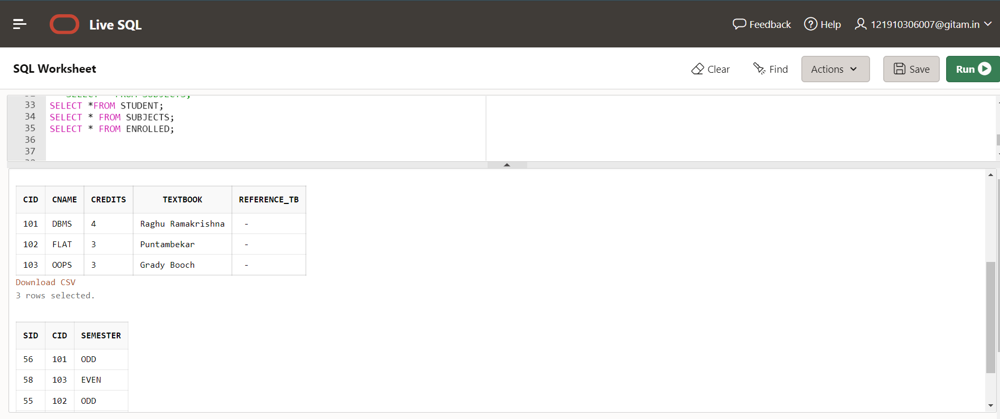 Live SQL
Feedback
Help
121910306007@gitam.in
SQL Worksheet
Clear
Find
Actions
Save
Run
SELECT * FROM SUBJECTS;
33 SELECT *FROM STUDENT;
34 SELECT * FROM SUBJECTS;
35 SELECT * FROM ENROLLED;
36
37
CID CNAME CREDITS TEXTBOOK REFERENCE_TB
101 DBMS 4 Raghu Ramakrishna -
102 FLAT 3 Puntambekar -
103 OOPS 3 Grady Booch -
Download CSV
3 rows selected.
SID CID SEMESTER
56 101 ODD
58 103 EVEN
55 102 ODD